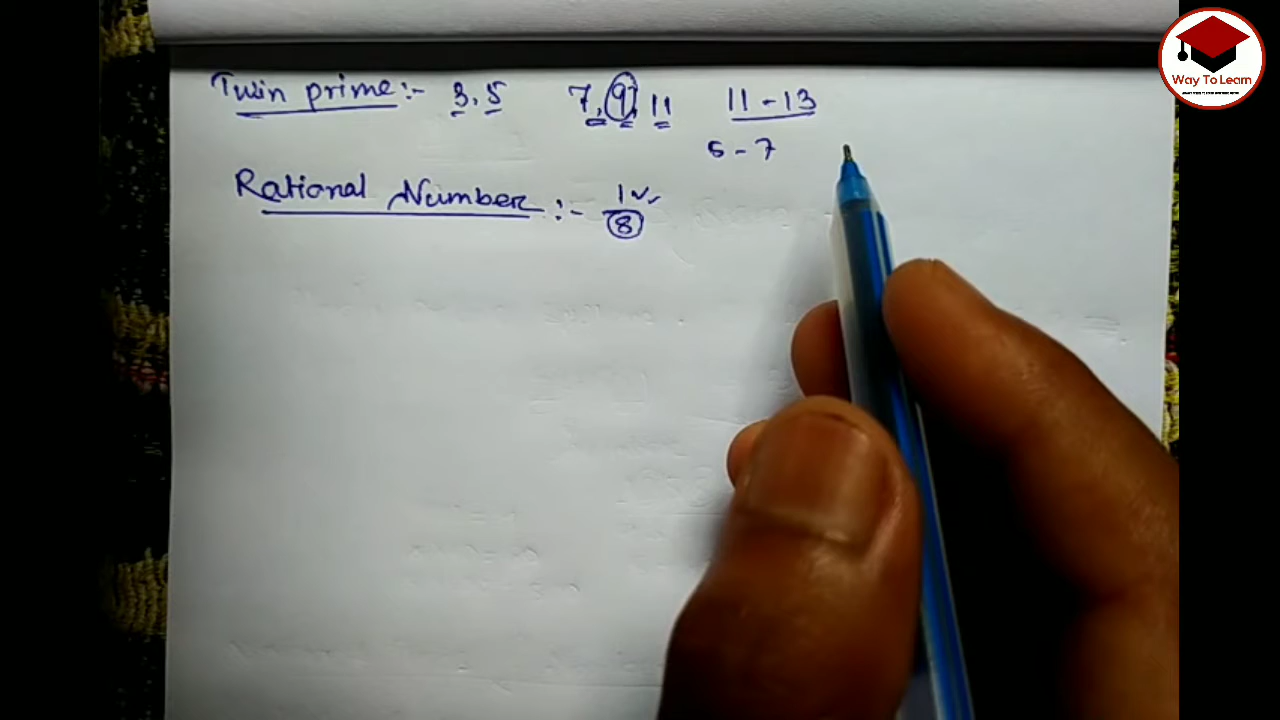 Twin prime :- 3, 5 7, 9, 11 11 - 13
5 - 7
Rational Number :- 1/8
Way To Learn